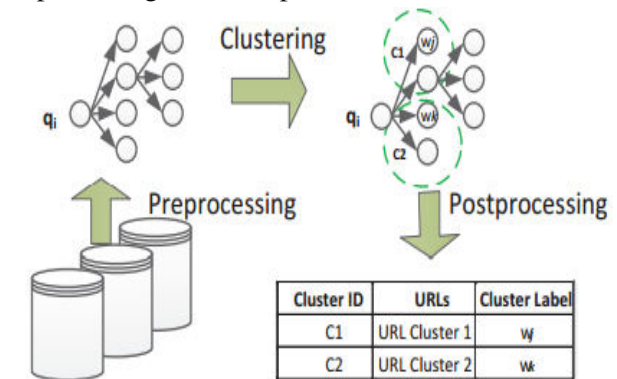 Clustering
C1
wj
wk
qi
qi
C2
Preprocessing
Postprocessing
Cluster ID URLs Cluster Label
C1 URL Cluster 1 wj
C2 URL Cluster 2 wk